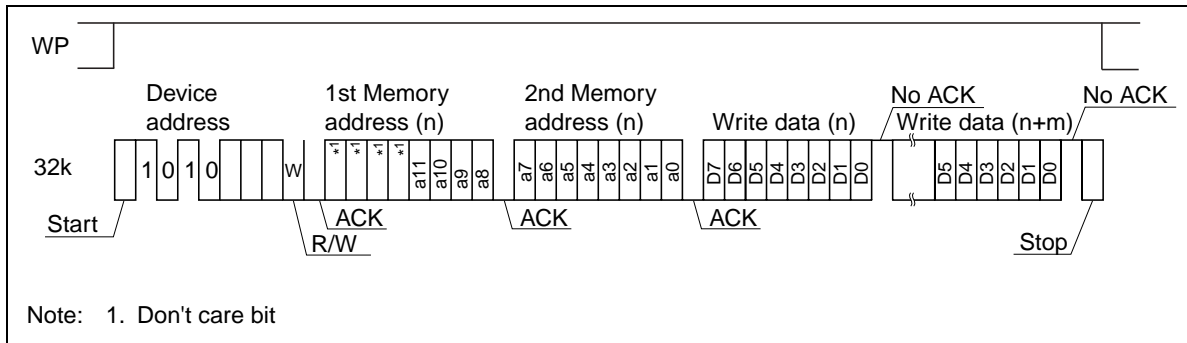 WP
Device
address
1st Memory
address (n)
2nd Memory
address (n)
Write data (n)
No ACK
Write data (n+m)
No ACK
32k
1 0 1 0
W
*1 *1 *1 *1 a11 a10 a9 a8
a7 a6 a5 a4 a3 a2 a1 a0
D7 D6 D5 D4 D3 D2 D1 D0
D5 D4 D3 D2 D1 D0
Start
R/W
ACK
ACK
ACK
Stop
Note: 1. Don't care bit